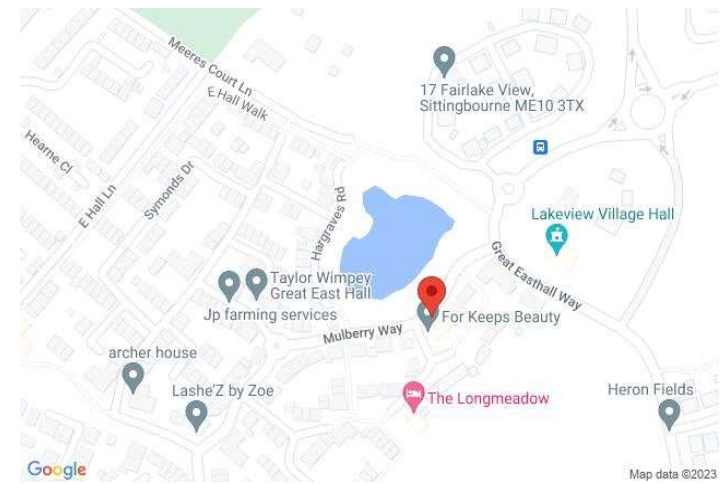 Meeres Court Ln
E Hall Walk
17 Fairlake View,
Sittingbourne ME10 3TX
Hearne Cl
E Hall Ln
Symonds Dr
Hargraves Rd
Lakeview Village Hall
Great Easthall Way
Taylor Wimpey
Great East Hall
Jp farming services
Mulberry Way
For Keeps Beauty
archer house
Lashe'Z by Zoe
The Longmeadow
Heron Fields
Google
Map data ©2023